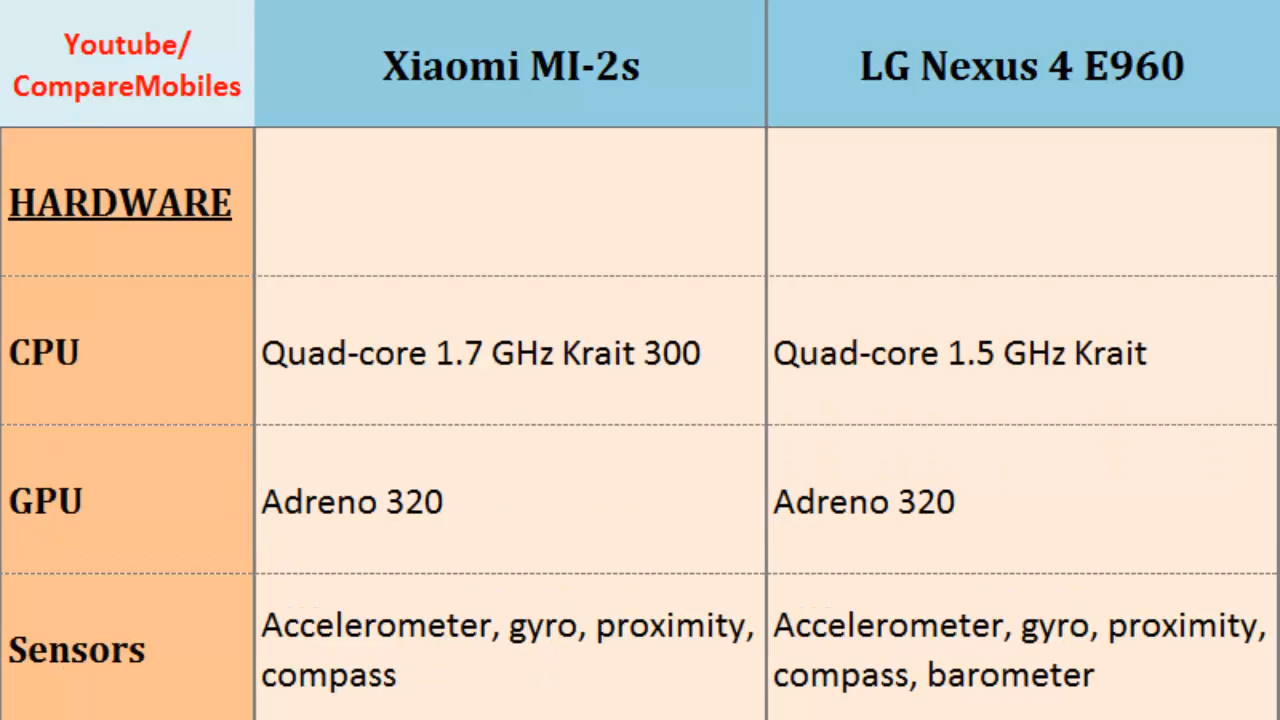 Youtube/
CompareMobiles
Xiaomi MI-2s
LG Nexus 4 E960
HARDWARE
CPU
Quad-core 1.7 GHz Krait 300
Quad-core 1.5 GHz Krait
GPU
Adreno 320
Adreno 320
Sensors
Accelerometer, gyro, proximity,
compass
Accelerometer, gyro, proximity,
compass, barometer